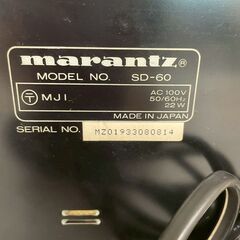 marantz®
MODEL NO. SD-60
〒 MJI
AC 100V
50/60Hz
22W
MADE IN JAPAN
SERIAL NO. MZ01933080814